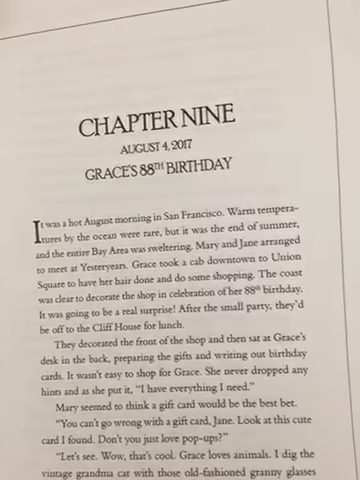 CHAPTER NINE
AUGUST 4, 2017
GRACE'S 88TH BIRTHDAY
It was a hot August morning in San Francisco. Warm tempera-
tures by the ocean were rare, but it was the end of summer,
and the entire Bay Area was sweltering. Mary and Jane arranged
to meet at Yesteryears. Grace took a cab downtown to Union
Square to have her hair done and do some shopping. The coast
was clear to decorate the shop in celebration of her 88th birthday.
It was going to be a real surprise! After the small party, they'd
be off to the Cliff House for lunch.
They decorated the front of the shop and then sat at Grace's
desk in the back, preparing the gifts and writing out birthday
cards. It wasn't easy to shop for Grace. She never dropped any
hints and as she put it, “I have everything I need.”
Mary seemed to think a gift card would be the best bet.
“You can't go wrong with a gift card, Jane. Look at this cute
card I found. Don't you just love pop-ups?”
“Let's see. Wow, that's cool. Grace loves animals. I dig the
vintage grandma cat with those old-fashioned granny glasses